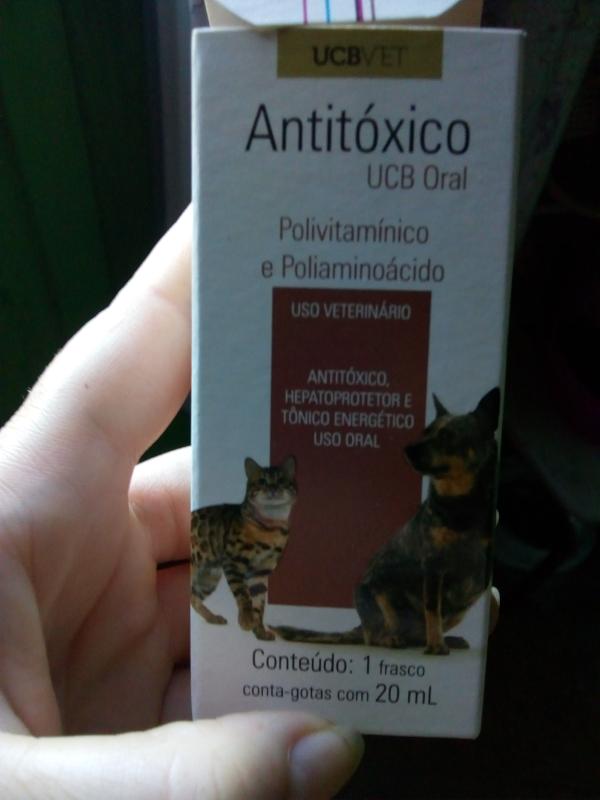 UCBVET
Antitóxico
UCB Oral
Polivitamínico
e Poliaminoácido
USO VETERINÁRIO
ANTITÓXICO,
HEPATOPROTETOR E
TÔNICO ENERGÉTICO
USO ORAL
Conteúdo: 1 frasco
conta-gotas com 20 mL